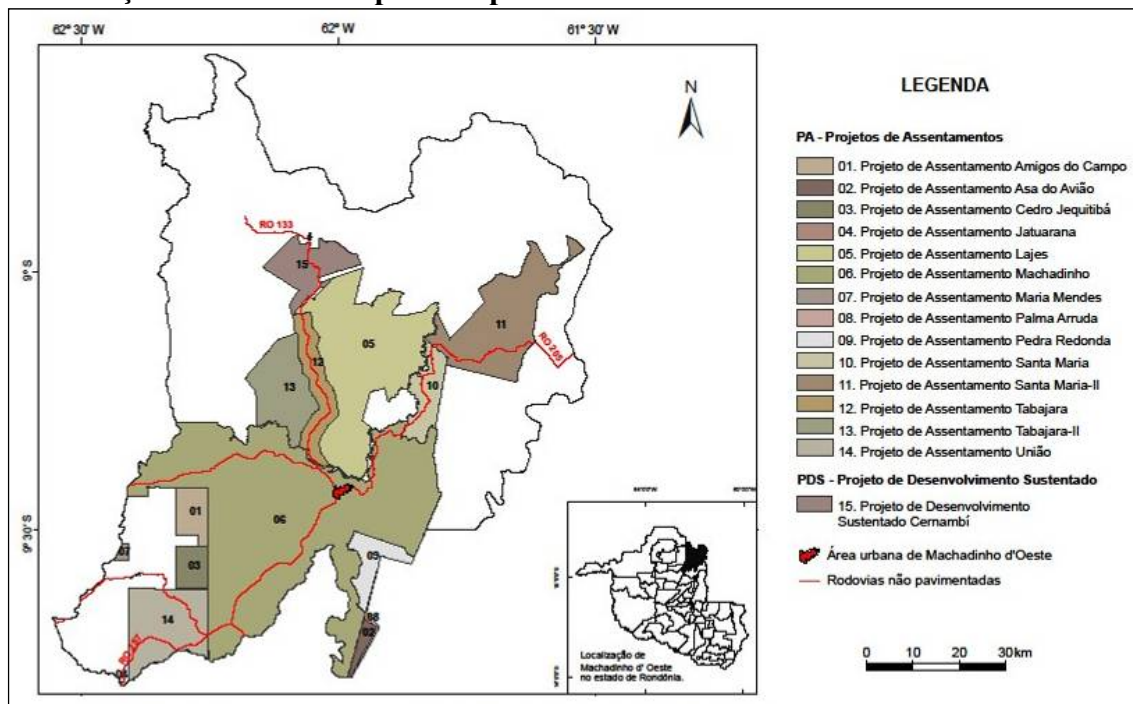 62° 30' W
62° W
61° 30' W
N
RO 133
15
9° S
11
05
RO 205
12
10
13
06
01
9° 30' S
09
07
03
08
14
02
RO 257
LEGENDA
PA - Projetos de Assentamentos
01. Projeto de Assentamento Amigos do Campo
02. Projeto de Assentamento Asa do Avião
03. Projeto de Assentamento Cedro Jequitibá
04. Projeto de Assentamento Jatuarana
05. Projeto de Assentamento Lajes
06. Projeto de Assentamento Machadinho
07. Projeto de Assentamento Maria Mendes
08. Projeto de Assentamento Palma Arruda
09. Projeto de Assentamento Pedra Redonda
10. Projeto de Assentamento Santa Maria
11. Projeto de Assentamento Santa Maria-II
12. Projeto de Assentamento Tabajara
13. Projeto de Assentamento Tabajara-II
14. Projeto de Assentamento União
PDS - Projeto de Desenvolvimento Sustentado
15. Projeto de Desenvolvimento
Sustentado Cernambí
Área urbana de Machadinho d'Oeste
Rodovias não pavimentadas
Localização de
Machadinho d' Oeste
no estado de Rondônia.
0 10 20 30 km